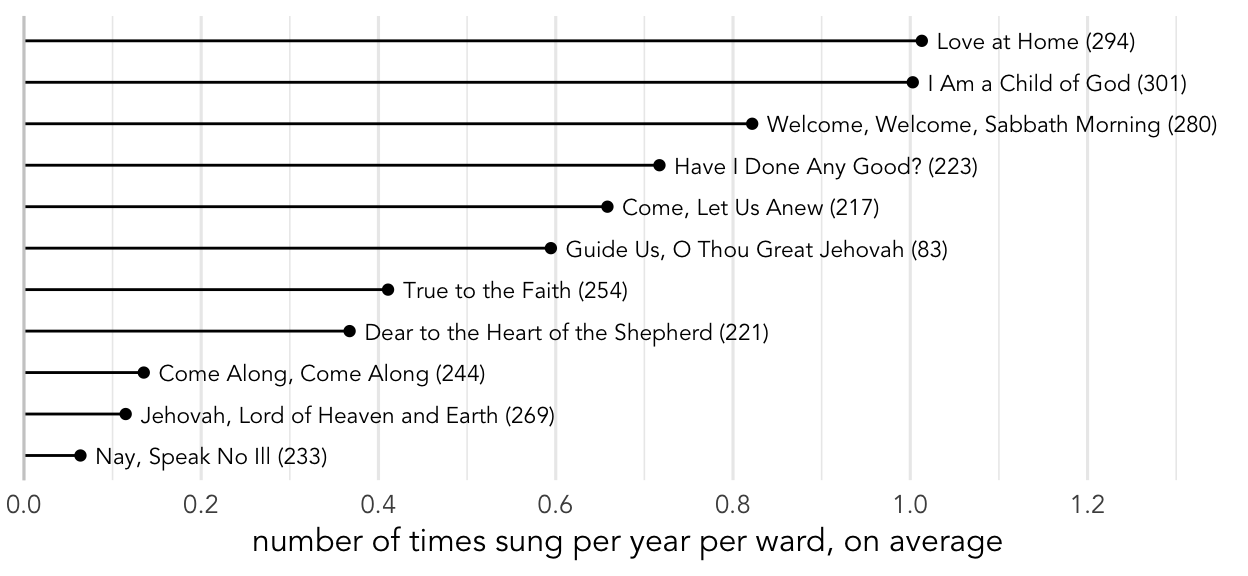 Love at Home (294)
I Am a Child of God (301)
Welcome, Welcome, Sabbath Morning (280)
Have I Done Any Good? (223)
Come, Let Us Anew (217)
Guide Us, O Thou Great Jehovah (83)
True to the Faith (254)
Dear to the Heart of the Shepherd (221)
Come Along, Come Along (244)
Jehovah, Lord of Heaven and Earth (269)
Nay, Speak No Ill (233)
0.0 0.2 0.4 0.6 0.8 1.0 1.2
number of times sung per year per ward, on average